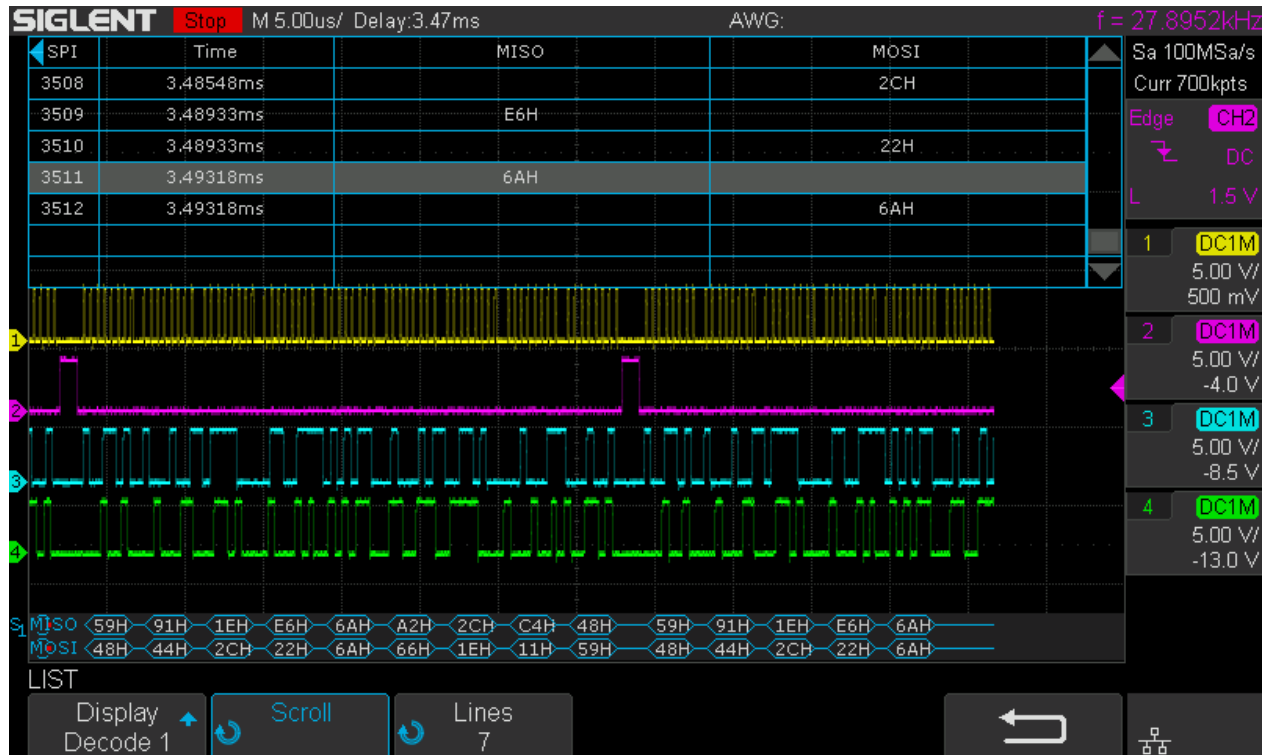 SIGLENT Stop M 5.00us/ Delay:3.47ms AWG: f = 27.8952kHz
SPI Time MISO MOSI
3508 3.48548ms 2CH
3509 3.48933ms E6H
3510 3.48933ms 22H
3511 3.49318ms 6AH
3512 3.49318ms 6AH
Sa 100MSa/s
Curr 700kpts
Edge CH2
DC
L 1.5 V
1 DC1M
5.00 V/
500 mV
2 DC1M
5.00 V/
-4.0 V
3 DC1M
5.00 V/
-8.5 V
4 DC1M
5.00 V/
-13.0 V
1
2
3
4
S1 MISO 59H 91H 1EH E6H 6AH A2H 2CH C4H 48H 59H 91H 1EH E6H 6AH
MOSI 48H 44H 2CH 22H 6AH 66H 1EH 11H 59H 48H 44H 2CH 22H 6AH
LIST
Display
Decode 1
Scroll
Lines
7